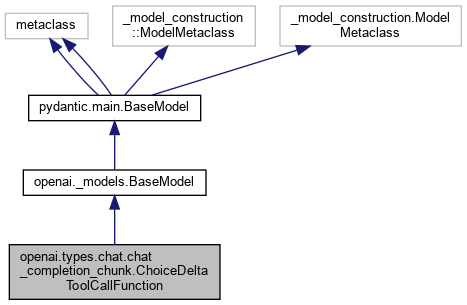 metaclass
_model_construction
::ModelMetaclass
_model_construction.Model
Metaclass
pydantic.main.BaseModel
openai._models.BaseModel
openai.types.chat.chat
_completion_chunk.ChoiceDelta
ToolCallFunction